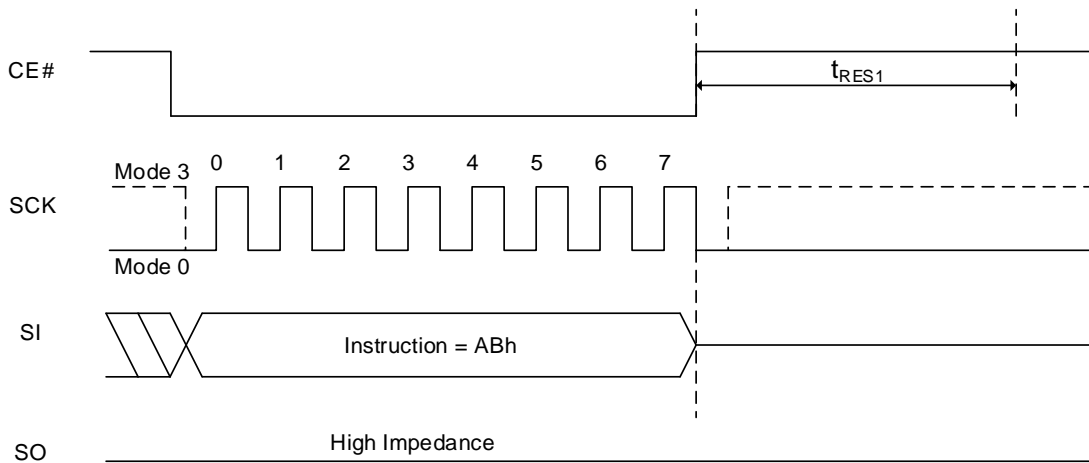 CE#
tRES1
Mode 3
0 1 2 3 4 5 6 7
SCK
Mode 0
SI
Instruction = ABh
SO
High Impedance